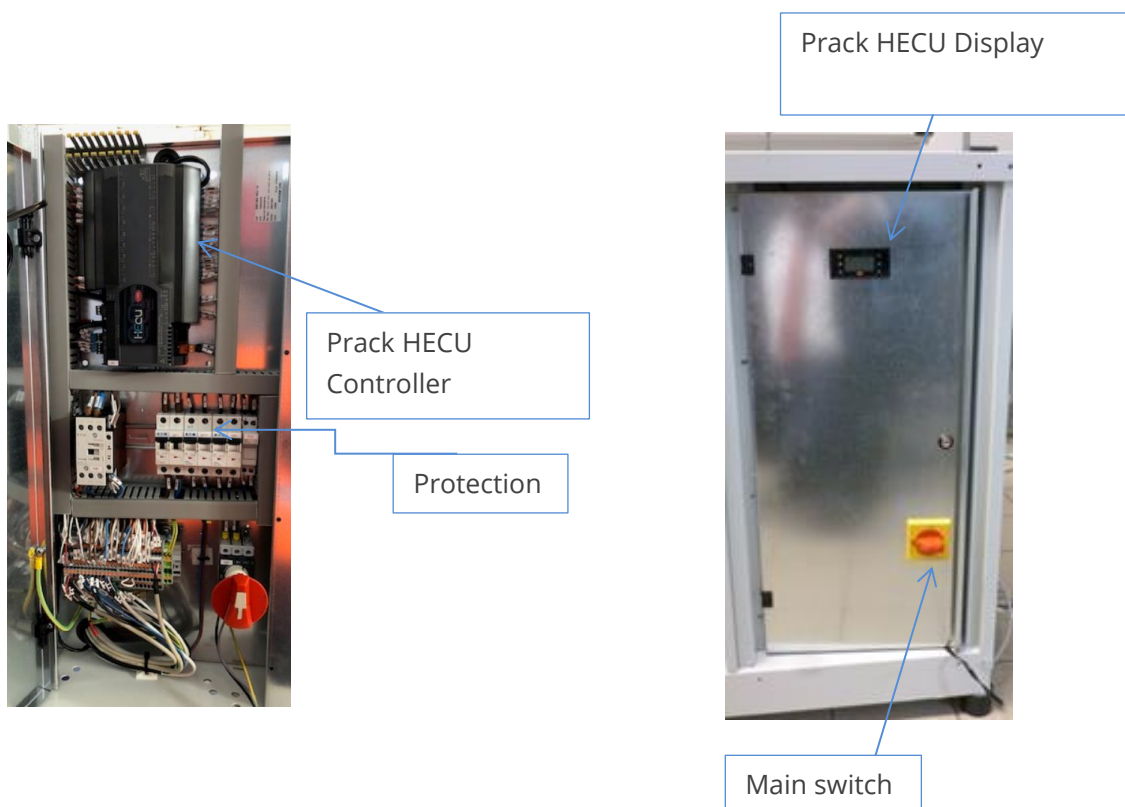 Prack HECU Display
HECU
Prack HECU
Controller
Protection
Main switch